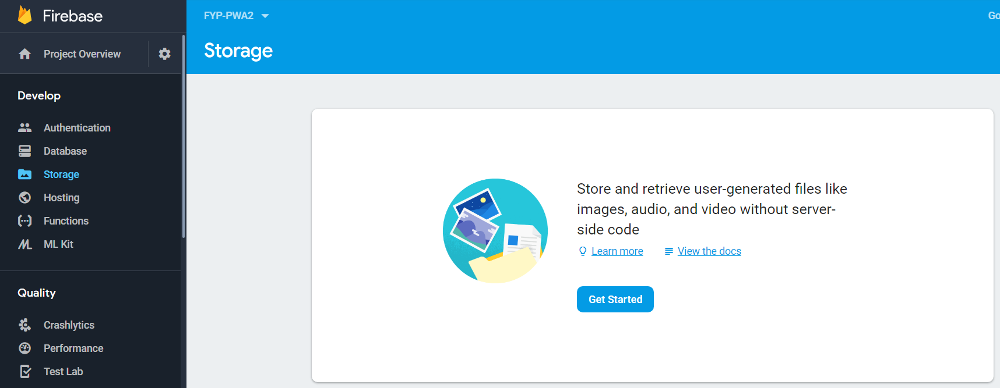 Firebase
Project Overview
Develop
Authentication
Database
Storage
Hosting
Functions
ML Kit
Quality
Crashlytics
Performance
Test Lab
FYP-PWA2
Go
Storage
Store and retrieve user-generated files like
images, audio, and video without server-
side code
Learn more
View the docs
Get Started